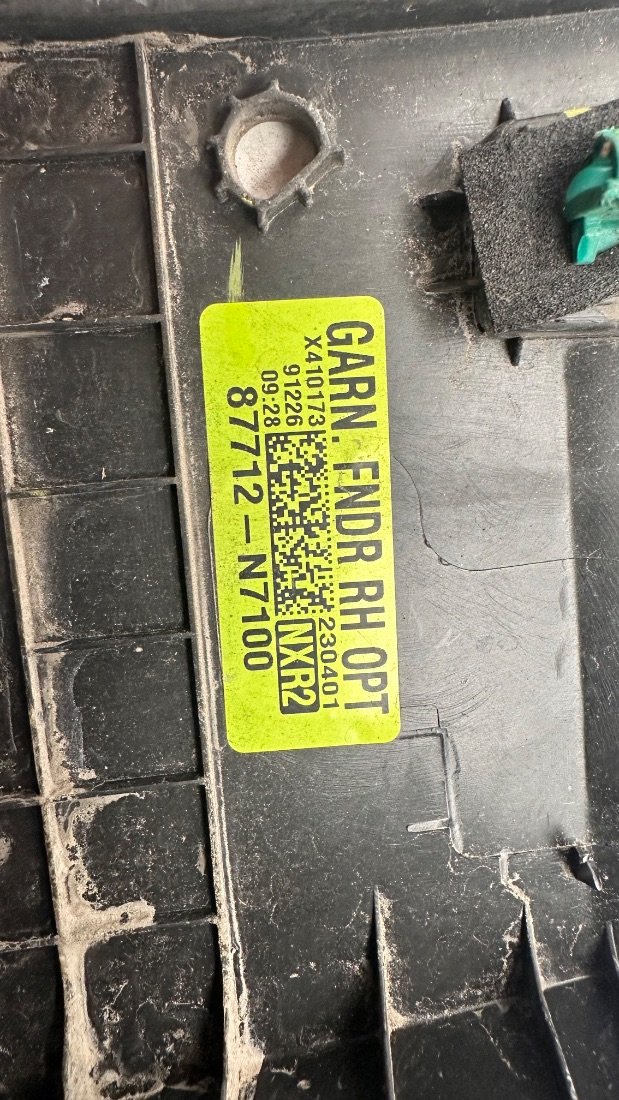 GARN. FNDR RH OPT
X410173
230401
91226
09:28
NXR2
87712-N7100